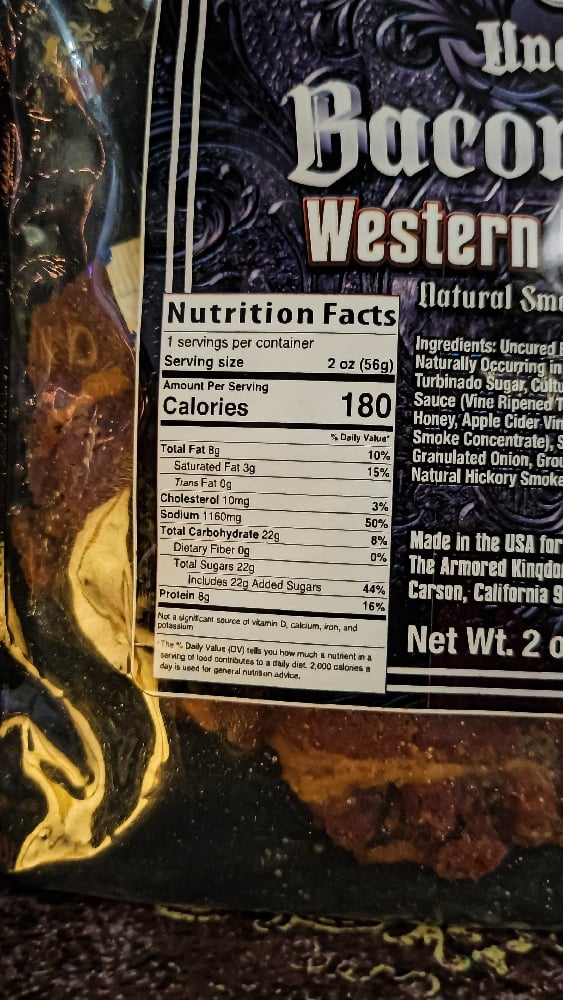 Bacon
Western
Natural
Nutrition Facts
1 servings per container
Serving size 2 oz (56g)
Amount Per Serving
Calories 180
% Daily Value*
Total Fat 8g 10%
Saturated Fat 3g 15%
Trans Fat 0g
Cholesterol 10mg 3%
Sodium 1160mg 50%
Total Carbohydrate 22g 8%
Dietary Fiber 0g 0%
Total Sugars 22g
Includes 22g Added Sugars 44%
Protein 8g 16%
Not a significant source of vitamin D, calcium, iron, and
potassium
*The % Daily Value (DV) tells you how much a nutrient in a
serving of food contributes to a daily diet. 2,000 calories a
day is used for general nutrition advice.
Ingredients: Uncured
Naturally Occurring in
Turbinado Sugar,
Sauce (Vine Ripened
Honey, Apple Cider
Smoke Concentrate),
Granulated Onion,
Natural Hickory Smoke
Made in the USA for
The Armored
Carson, California 9
Net Wt. 2